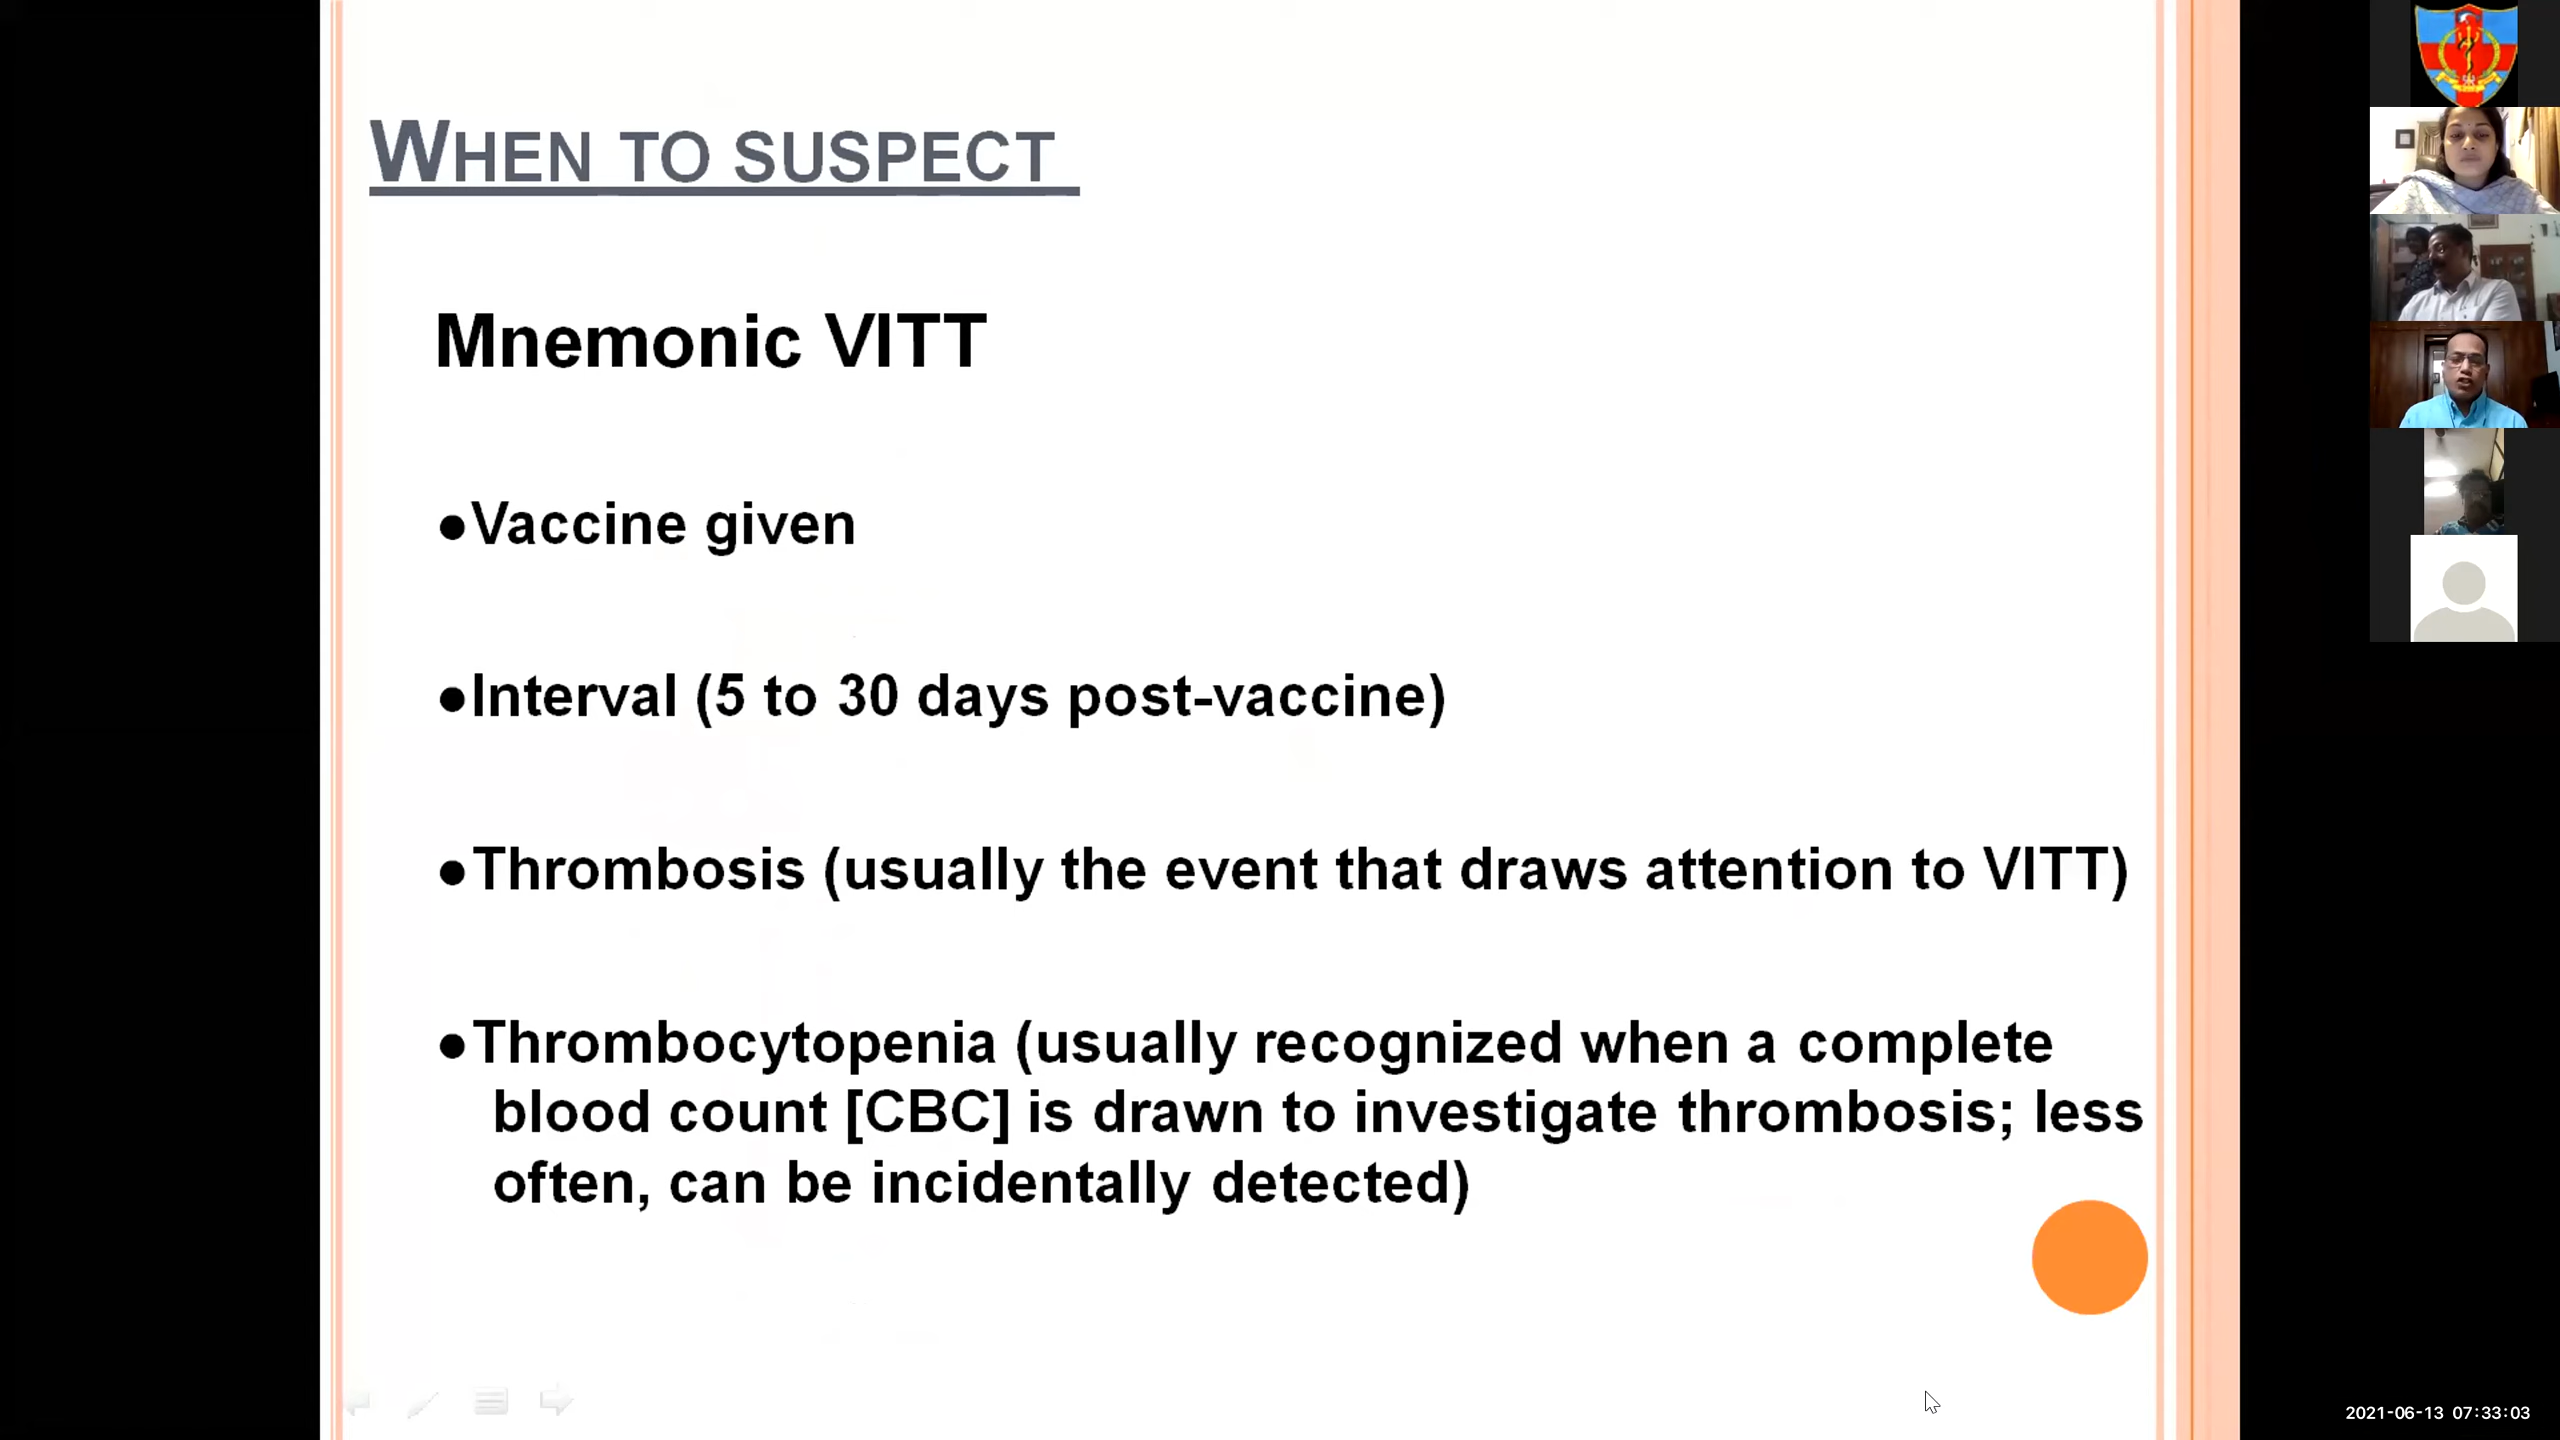 WHEN TO SUSPECT
Mnemonic VITT
●Vaccine given
●Interval (5 to 30 days post-vaccine)
●Thrombosis (usually the event that draws attention to VITT)
●Thrombocytopenia (usually recognized when a complete
blood count [CBC] is drawn to investigate thrombosis; less
often, can be incidentally detected)
2021-06-13 07:33:03